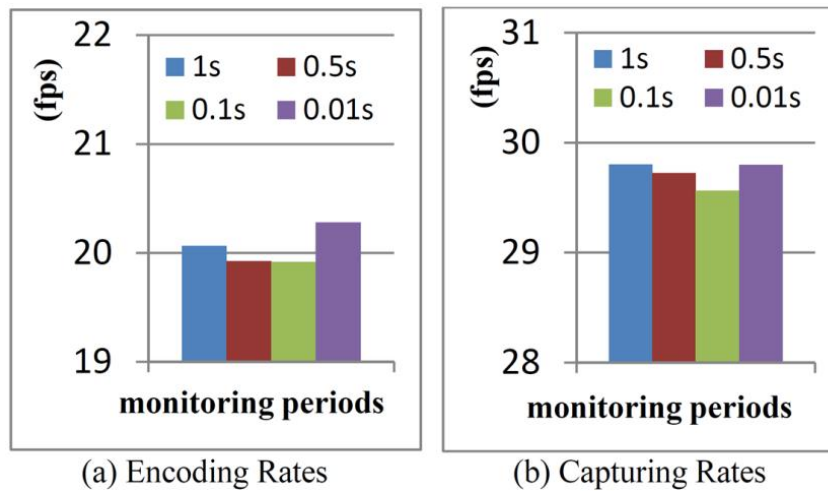 22
(fps)
1s 0.5s
0.1s 0.01s
21
20
19
monitoring periods
(a) Encoding Rates
31
(fps)
1s 0.5s
0.1s 0.01s
30
29
28
monitoring periods
(b) Capturing Rates